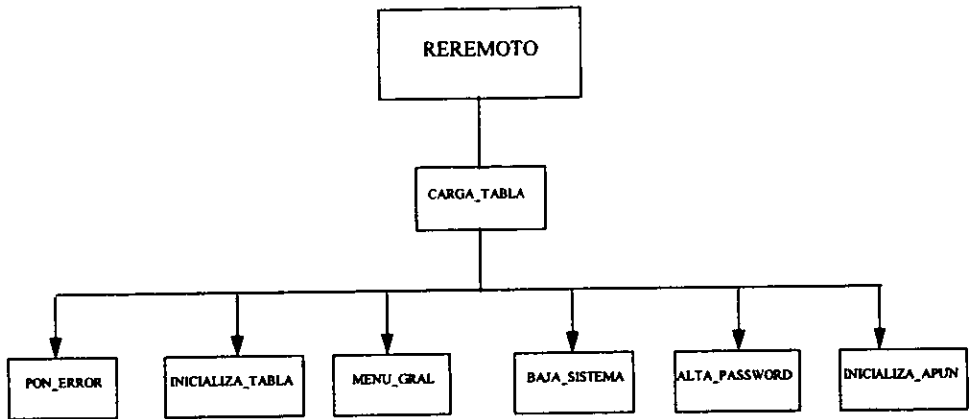 REREMOTO
CARGA_TABLA
PON_ERROR
INICIALIZA_TABLA
MENU_GRAL
BAJA_SISTEMA
ALTA_PASSWORD
INICIALIZA_APUN